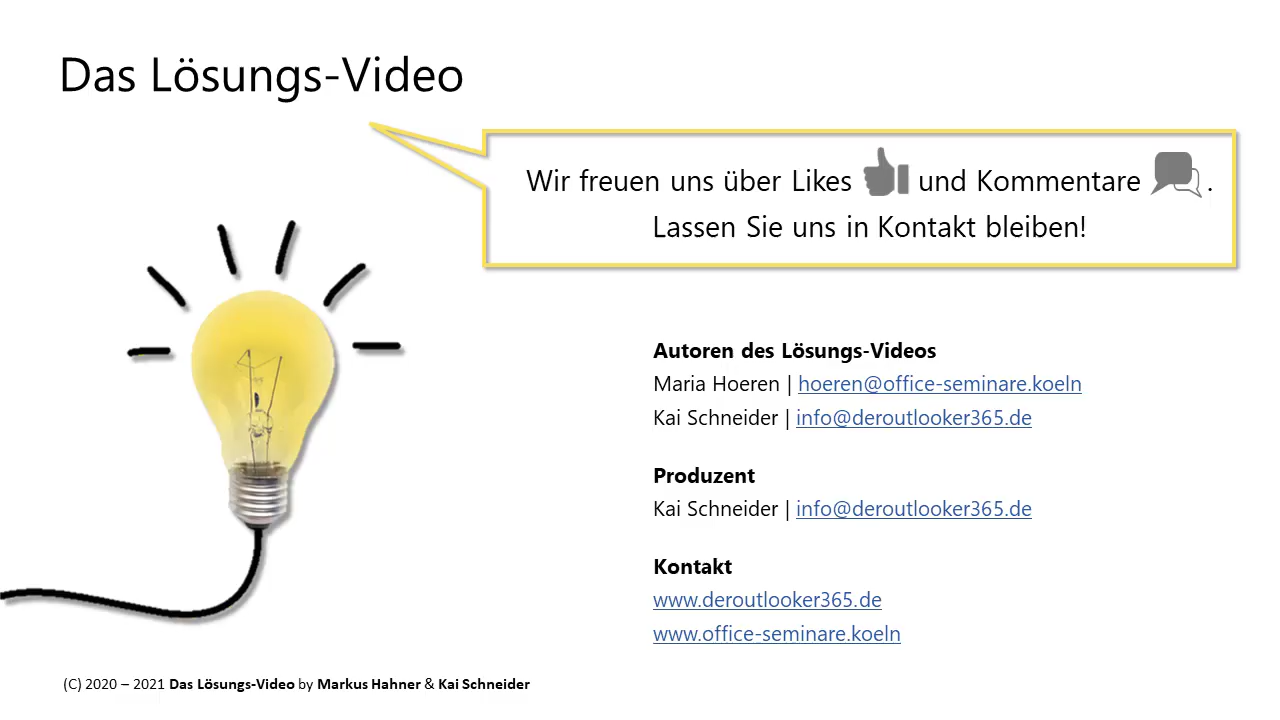 Das Lösungs-Video
Wir freuen uns über Likes und Kommentare .
Lassen Sie uns in Kontakt bleiben!
Autoren des Lösungs-Videos
Maria Hoeren | hoeren@office-seminare.koeln
Kai Schneider | info@deroutlooker365.de
Produzent
Kai Schneider | info@deroutlooker365.de
Kontakt
www.deroutlooker365.de
www.office-seminare.koeln
(C) 2020 – 2021 Das Lösungs-Video by Markus Hahner & Kai Schneider